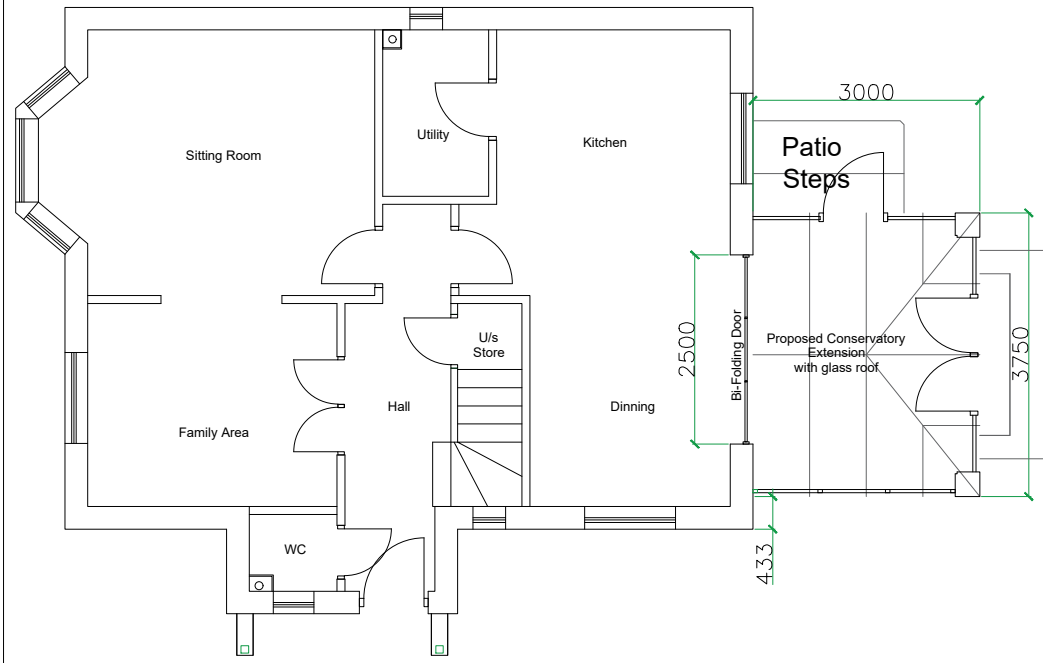 3000
Patio
Steps
Utility
Kitchen
Sitting Room
2500
Bi-Folding Door
U/s
Store
Proposed Conservatory
Extension
with glass roof
3750
Hall
Dinning
Family Area
WC
433